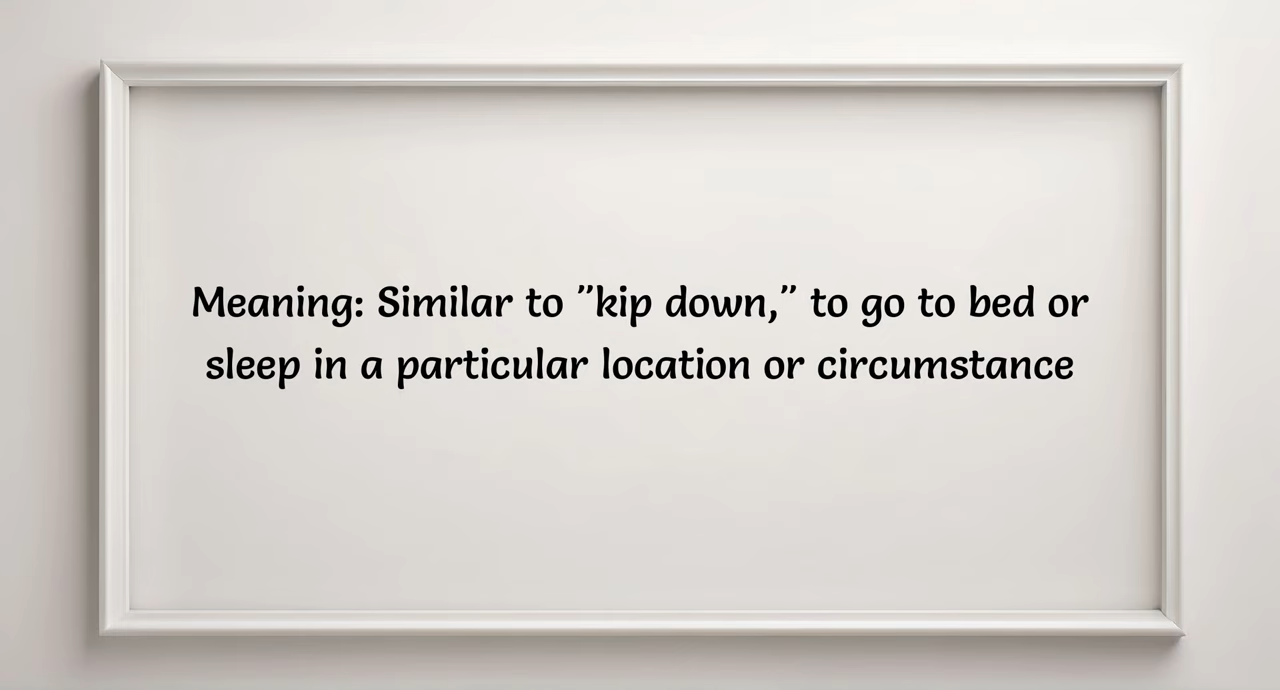 Meaning: Similar to "kip down," to go to bed or
sleep in a particular location or circumstance